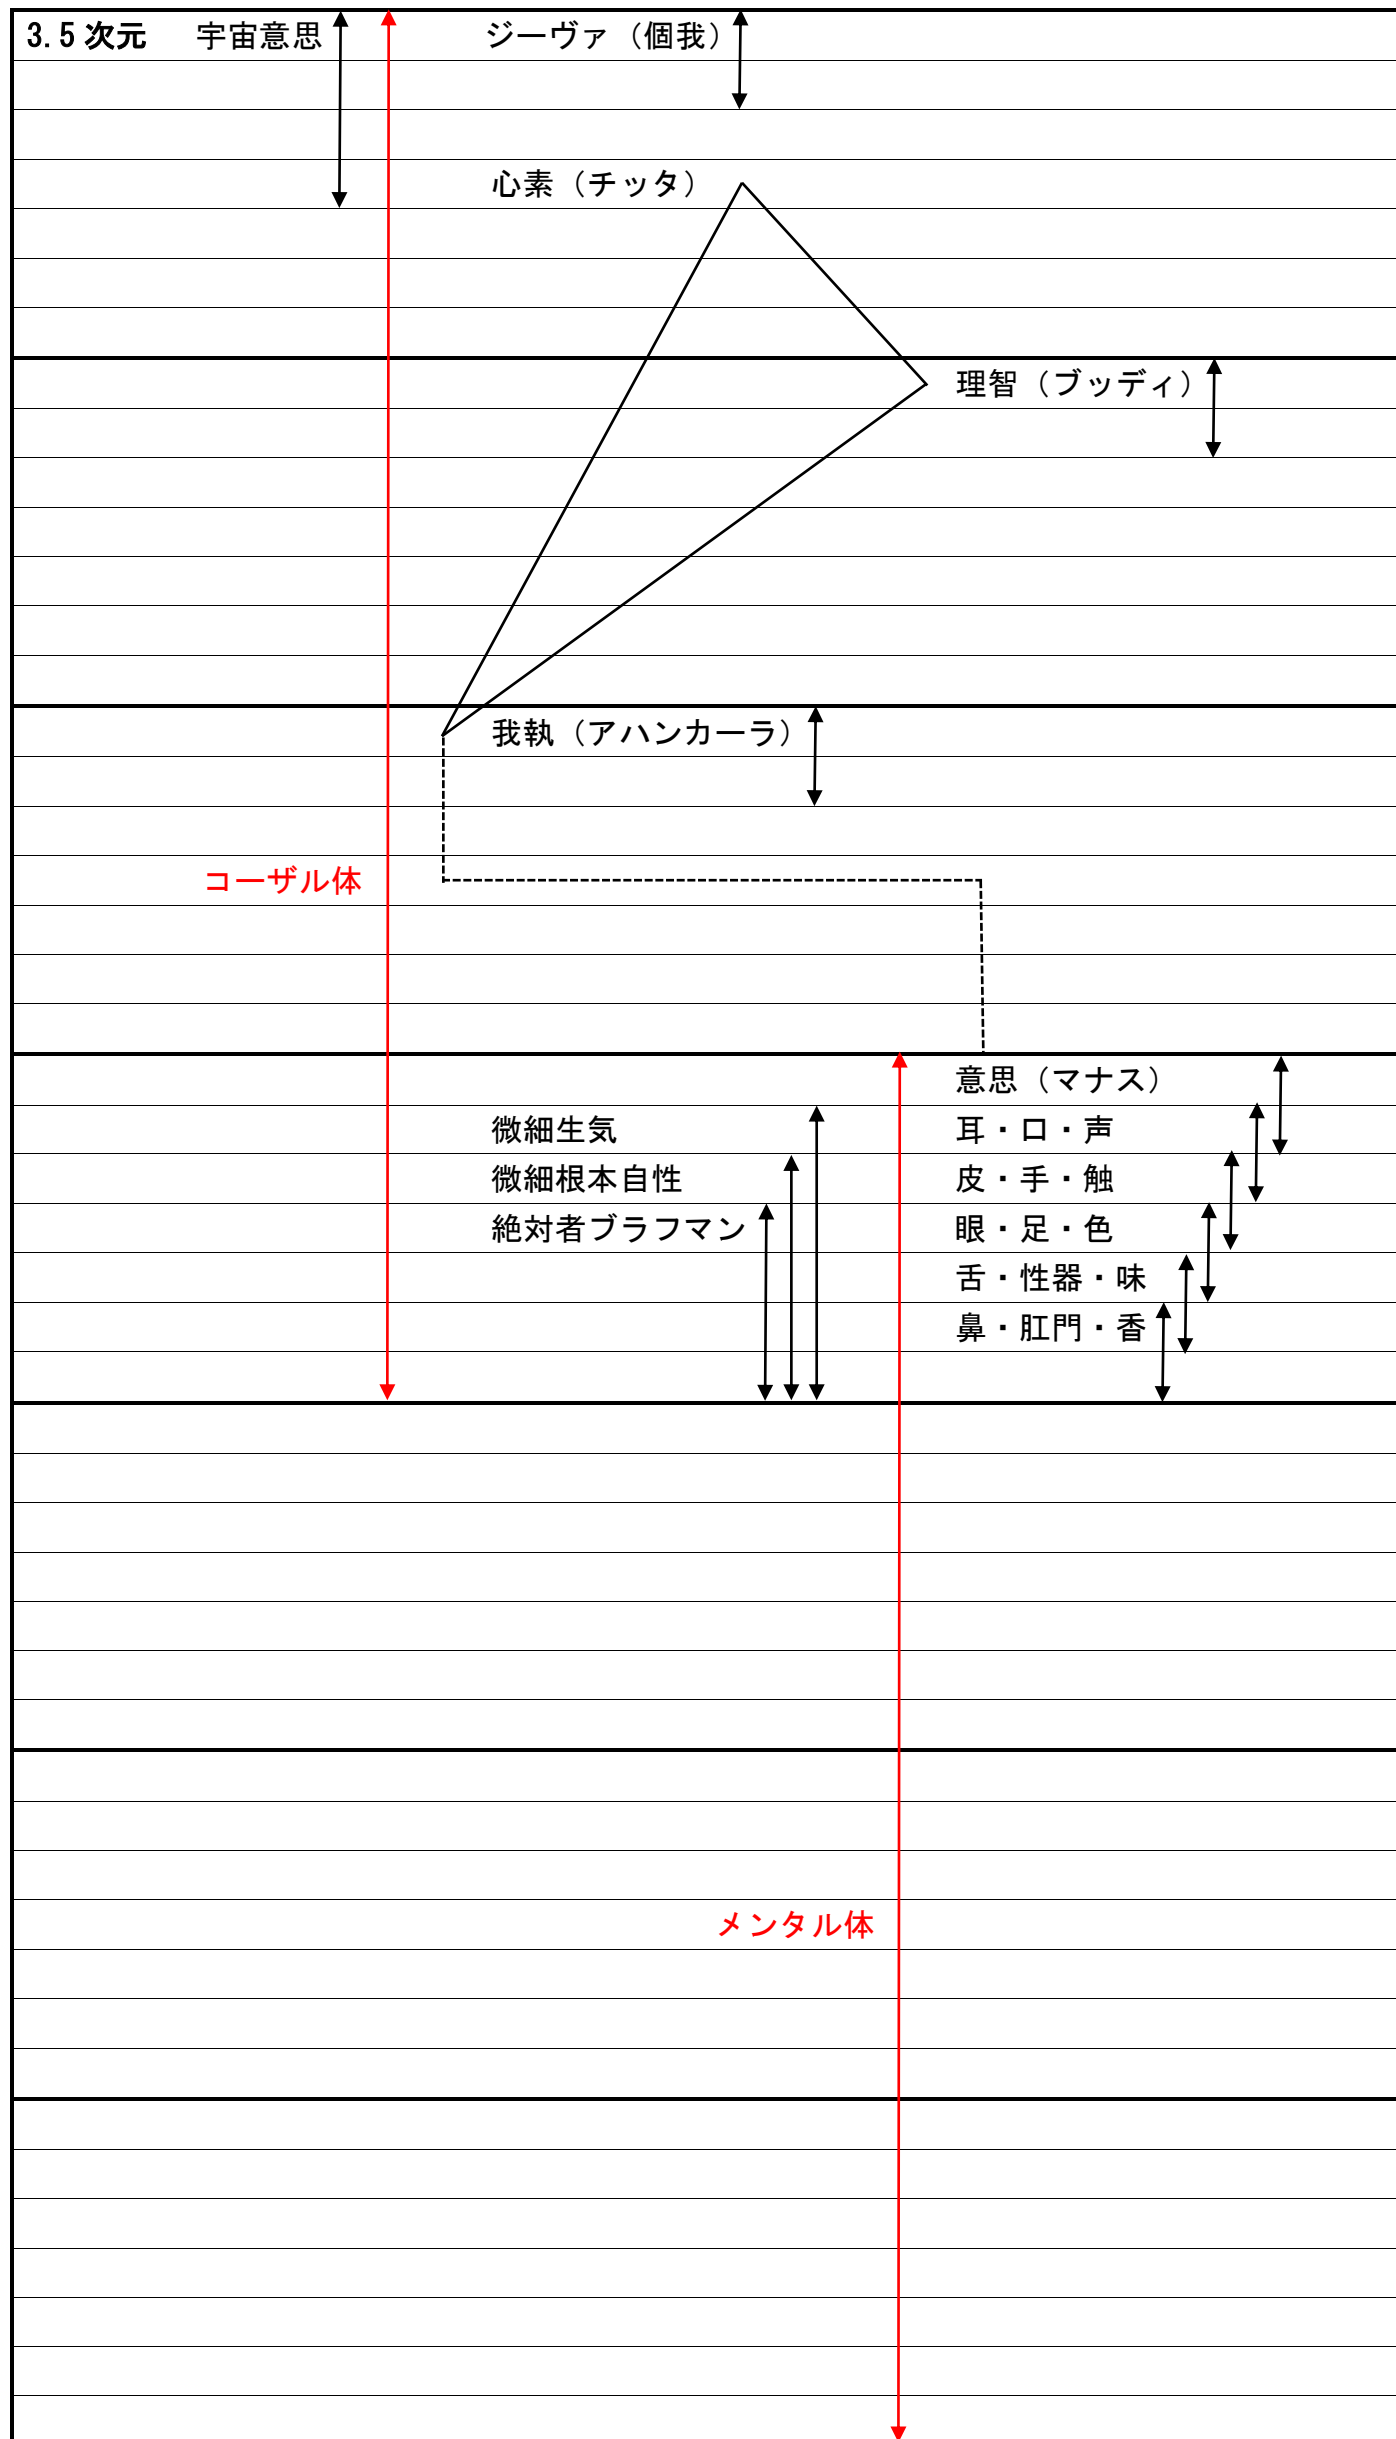 3.5次元 宇宙意思 ジーヴァ（個我）
心素（チッタ）
理智（ブッディ）
我執（アハンカーラ）
コーザル体
意思（マナス）
微細生気 耳・口・声
微細根本自性 皮・手・触
絶対者ブラフマン 眼・足・色
舌・性器・味
鼻・肛門・香
メンタル体